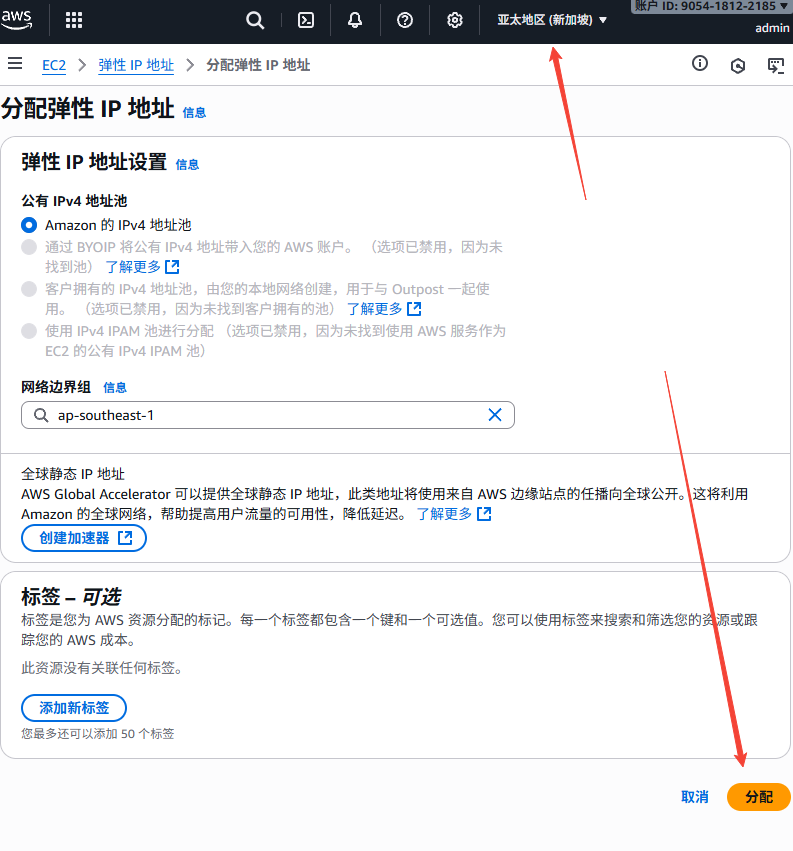 aws
亚太地区 (新加坡) ▼
账户 ID: 9054-1812-2185 ▼
admin
EC2 > 弹性 IP 地址 > 分配弹性 IP 地址
分配弹性 IP 地址 信息
弹性 IP 地址设置 信息
公有 IPv4 地址池
Amazon 的 IPv4 地址池
通过 BYOIP 将公有 IPv4 地址带入您的 AWS 账户。 （选项已禁用，因为未
找到池） 了解更多
客户拥有的 IPv4 地址池，由您的本地网络创建，用于与 Outpost 一起使
用。 （选项已禁用，因为未找到客户拥有的池） 了解更多
使用 IPv4 IPAM 池进行分配 （选项已禁用，因为未找到使用 AWS 服务作为
EC2 的公有 IPv4 IPAM 池）
网络边界组 信息
ap-southeast-1
全球静态 IP 地址
AWS Global Accelerator 可以提供全球静态 IP 地址，此类地址将使用来自 AWS 边缘站点的任播向全球公开。这将利用
Amazon 的全球网络，帮助提高用户流量的可用性，降低延迟。 了解更多
创建加速器
标签 – 可选
标签是您为 AWS 资源分配的标记。每一个标签都包含一个键和一个可选值。您可以使用标签来搜索和筛选您的资源或跟
踪您的 AWS 成本。
此资源没有关联任何标签。
添加新标签
您最多还可以添加 50 个标签
取消 分配